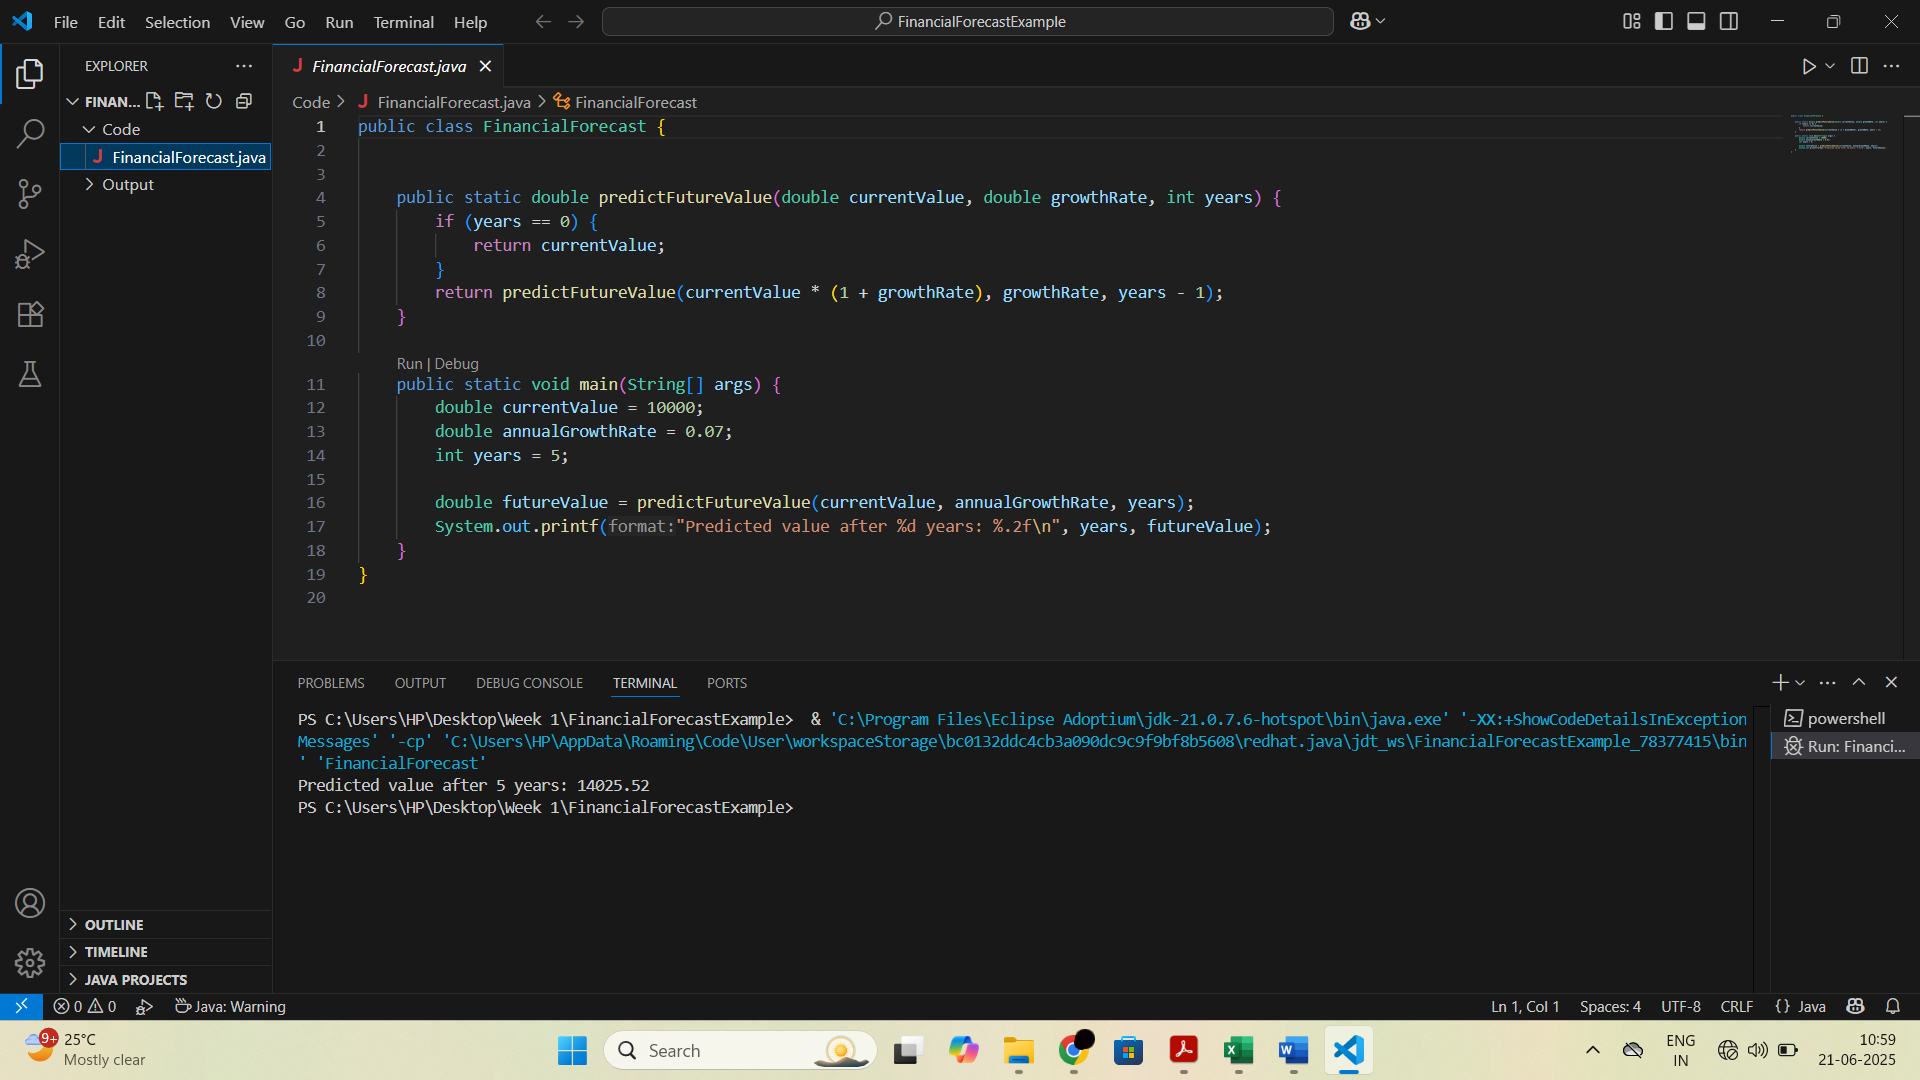 File Edit Selection View Go Run Terminal Help
FinancialForecastExample
EXPLORER
FINAN...
Code
J FinancialForecast.java
Output
OUTLINE
TIMELINE
JAVA PROJECTS
J FinancialForecast.java
Code > J FinancialForecast.java > FinancialForecast
1 public class FinancialForecast {
2
3
4 public static double predictFutureValue(double currentValue, double growthRate, int years) {
5 if (years == 0) {
6 return currentValue;
7 }
8 return predictFutureValue(currentValue * (1 + growthRate), growthRate, years - 1);
9 }
10
Run | Debug
11 public static void main(String[] args) {
12 double currentValue = 10000;
13 double annualGrowthRate = 0.07;
14 int years = 5;
15
16 double futureValue = predictFutureValue(currentValue, annualGrowthRate, years);
17 System.out.printf(format:"Predicted value after %d years: %.2f\n", years, futureValue);
18 }
19 }
20
PROBLEMS OUTPUT DEBUG CONSOLE TERMINAL PORTS
PS C:\Users\HP\Desktop\Week 1\FinancialForecastExample>  & 'C:\Program Files\Eclipse Adoptium\jdk-21.0.7.6-hotspot\bin\java.exe' '-XX:+ShowCodeDetailsInException
Messages' '-cp' 'C:\Users\HP\AppData\Roaming\Code\User\workspaceStorage\bc0132ddc4cb3a090dc9c9f9bf8b5608\redhat.java\jdt_ws\FinancialForecastExample_78377415\bin
' 'FinancialForecast'
Predicted value after 5 years: 14025.52
PS C:\Users\HP\Desktop\Week 1\FinancialForecastExample>
powershell
Run: Financi...
0 0 Java: Warning
Ln 1, Col 1 Spaces: 4 UTF-8 CRLF {} Java
9+ 25°C
Mostly clear
Search
ENG
IN
10:59
21-06-2025